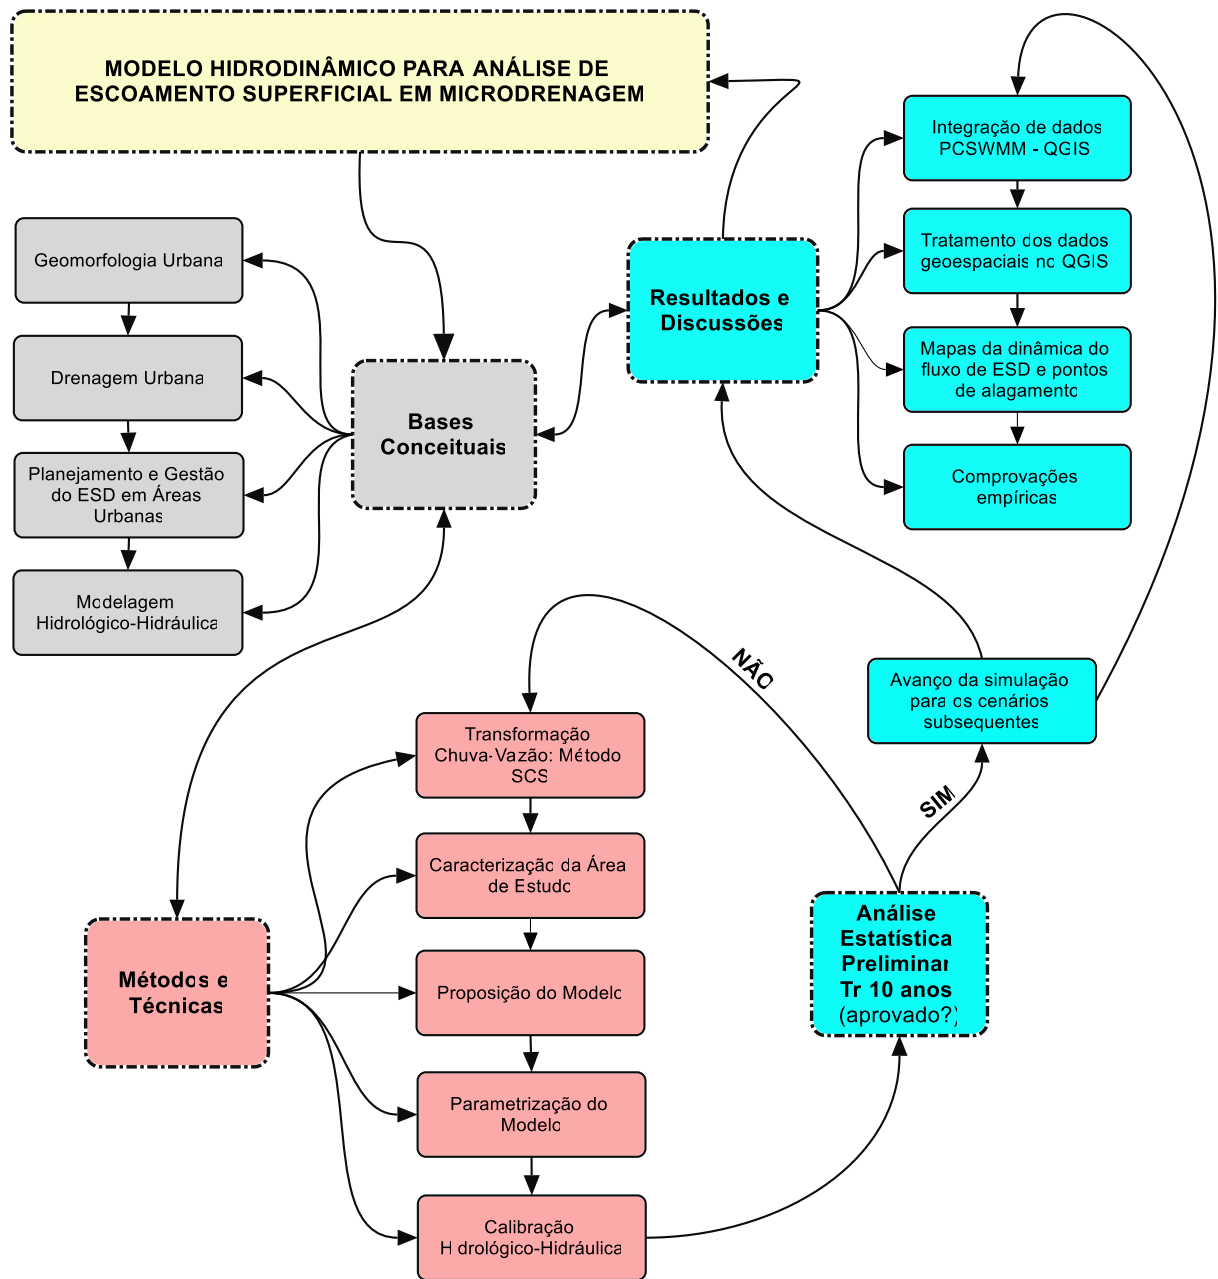 MODELO HIDRODINÂMICO PARA ANÁLISE DE
ESCOAMENTO SUPERFICIAL EM MICRODRENAGEM
Integração de dados
PCSWMM - QGIS
Geomorfologia Urbana
Tratamento dos dados
geoespaciais no QGIS
Resultados e
Discussões
Drenagem Urbana
Mapas da dinâmica do
fluxo de ESD e pontos
de alagamento
Bases
Conceituais
Planejamento e Gestão
do ESD em Áreas
Urbanas
Comprovações
empíricas
Modelagem
Hidrológico-Hidráulica
NÃO
Avanço da simulação
para os cenários
subsequentes
Transformação
Chuva-Vazão: Método
SCS
SIM
Caracterização da Área
de Estudo
Análise
Estatística
Preliminar
Tr 10 anos
(aprovado?)
Métodos e
Técnicas
Proposição do Modelo
Parametrização do
Modelo
Calibração
Hidrológico-Hidráulica